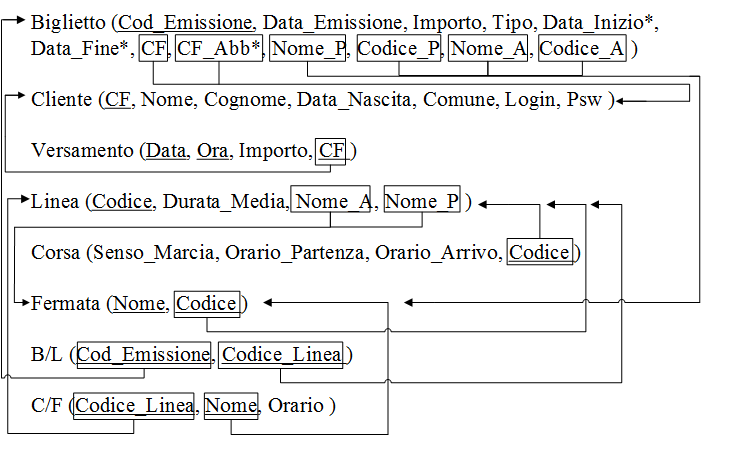 Biglietto (Cod_Emissione, Data_Emissione, Importo, Tipo, Data_Inizio*,
Data_Fine*, CF, CF_Abb*, Nome_P, Codice_P, Nome_A, Codice_A )
Cliente (CF, Nome, Cognome, Data_Nascita, Comune, Login, Psw )
Versamento (Data, Ora, Importo, CF )
Linea (Codice, Durata_Media, Nome_A, Nome_P )
Corsa (Senso_Marcia, Orario_Partenza, Orario_Arrivo, Codice )
Fermata (Nome, Codice )
B/L (Cod_Emissione, Codice_Linea )
C/F (Codice_Linea, Nome, Orario )